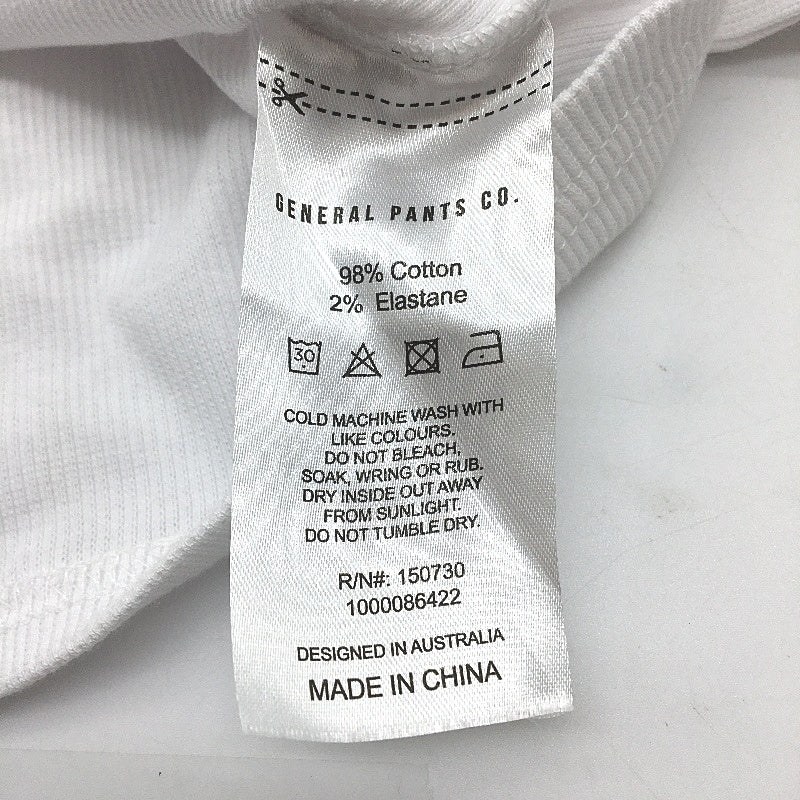 GENERAL PANTS CO.
98% Cotton
2% Elastane
30
COLD MACHINE WASH WITH
LIKE COLOURS.
DO NOT BLEACH,
SOAK, WRING OR RUB.
DRY INSIDE OUT AWAY
FROM SUNLIGHT.
DO NOT TUMBLE DRY.
R/N#: 150730
1000086422
DESIGNED IN AUSTRALIA
MADE IN CHINA